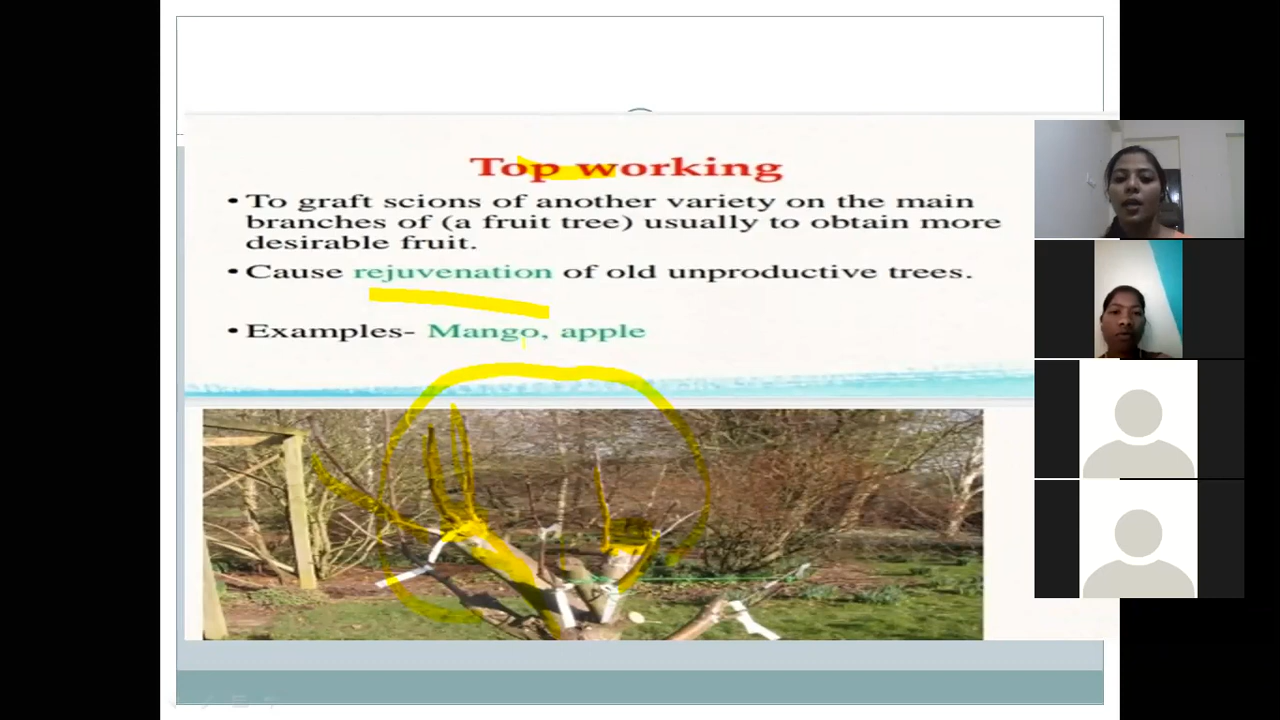 Top working
• To graft scions of another variety on the main
branches of (a fruit tree) usually to obtain more
desirable fruit.
• Cause rejuvenation of old unproductive trees.
• Examples- Mango, apple